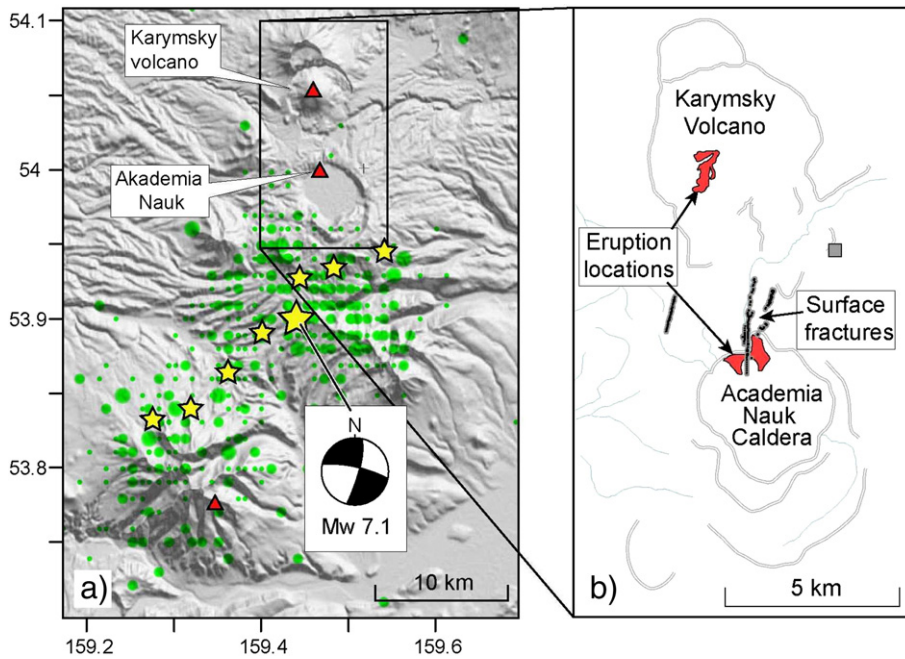 54.1
54
53.9
53.8
159.2
159.4
159.6
Karymsky
volcano
Akademia
Nauk
N
Mw 7.1
a)
10 km
Karymsky
Volcano
Eruption
locations
Surface
fractures
Academia
Nauk
Caldera
b)
5 km